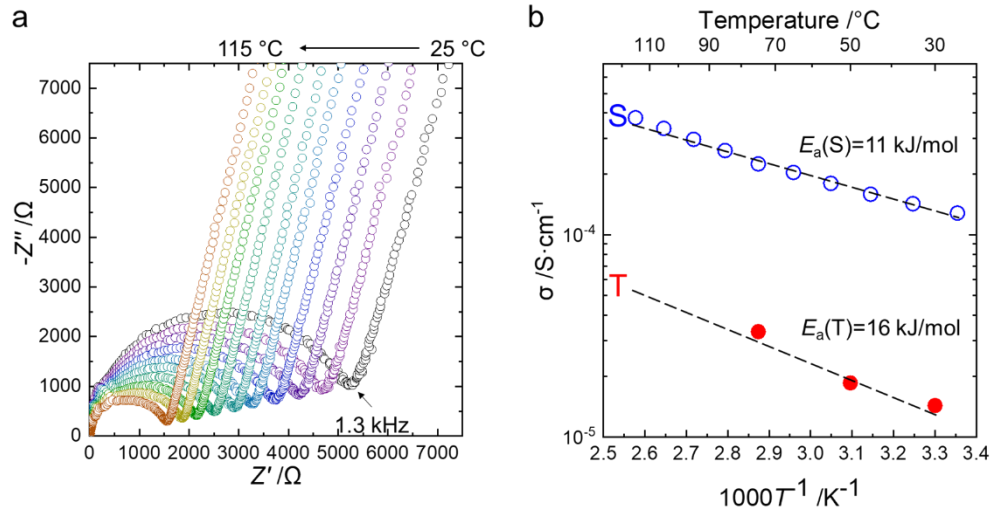 a
115 °C
25 °C
7000
6000
5000
4000
3000
2000
1000
0
-Z'' /Ω
1.3 kHz
0 1000 2000 3000 4000 5000 6000 7000
Z' /Ω
b
Temperature /°C
110 90 70 50 30
S
Eₐ(S)=11 kJ/mol
10⁻⁴
σ /S·cm⁻¹
T
Eₐ(T)=16 kJ/mol
10⁻⁵
2.5 2.6 2.7 2.8 2.9 3.0 3.1 3.2 3.3 3.4
1000T⁻¹ /K⁻¹